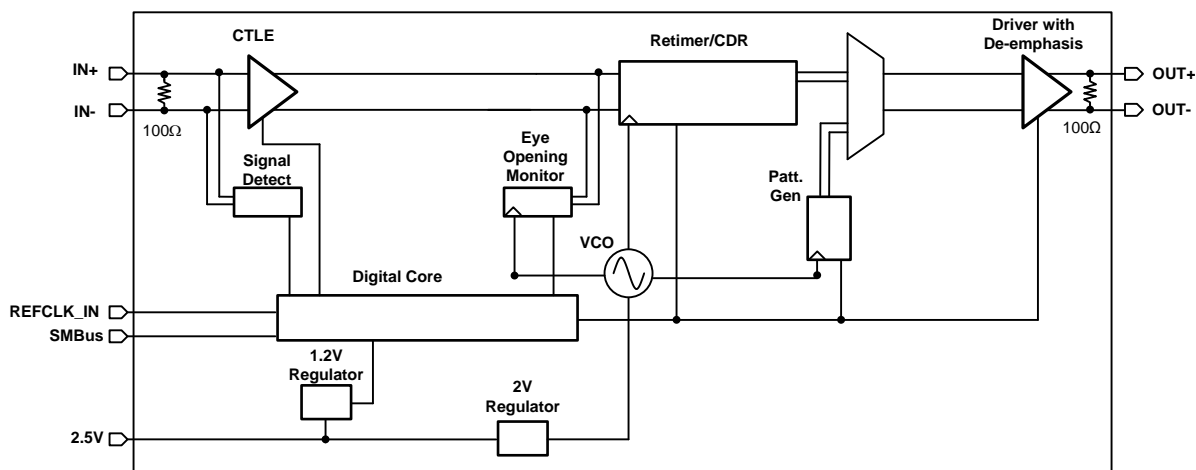 CTLE
Retimer/CDR
Driver with
De-emphasis
IN+
OUT+
IN-
OUT-
100Ω
100Ω
Eye
Opening
Monitor
Signal
Detect
Patt.
Gen
VCO
Digital Core
REFCLK_IN
SMBus
1.2V
Regulator
2V
Regulator
2.5V